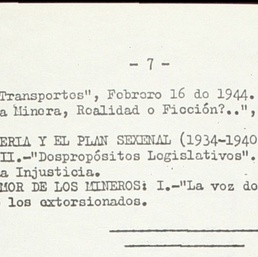 - 7 -
Transportos", Febroro 16 do 1944.
a Minora, Roalidad o Ficción?..",
ERIA Y EL PLAN SEXENAL (1934-1940
II.-"Dospropósitos Logislativos".
a Injusticia.
MOR DE LOS MINEROS: I.-"La voz do
los oxtorsionados.